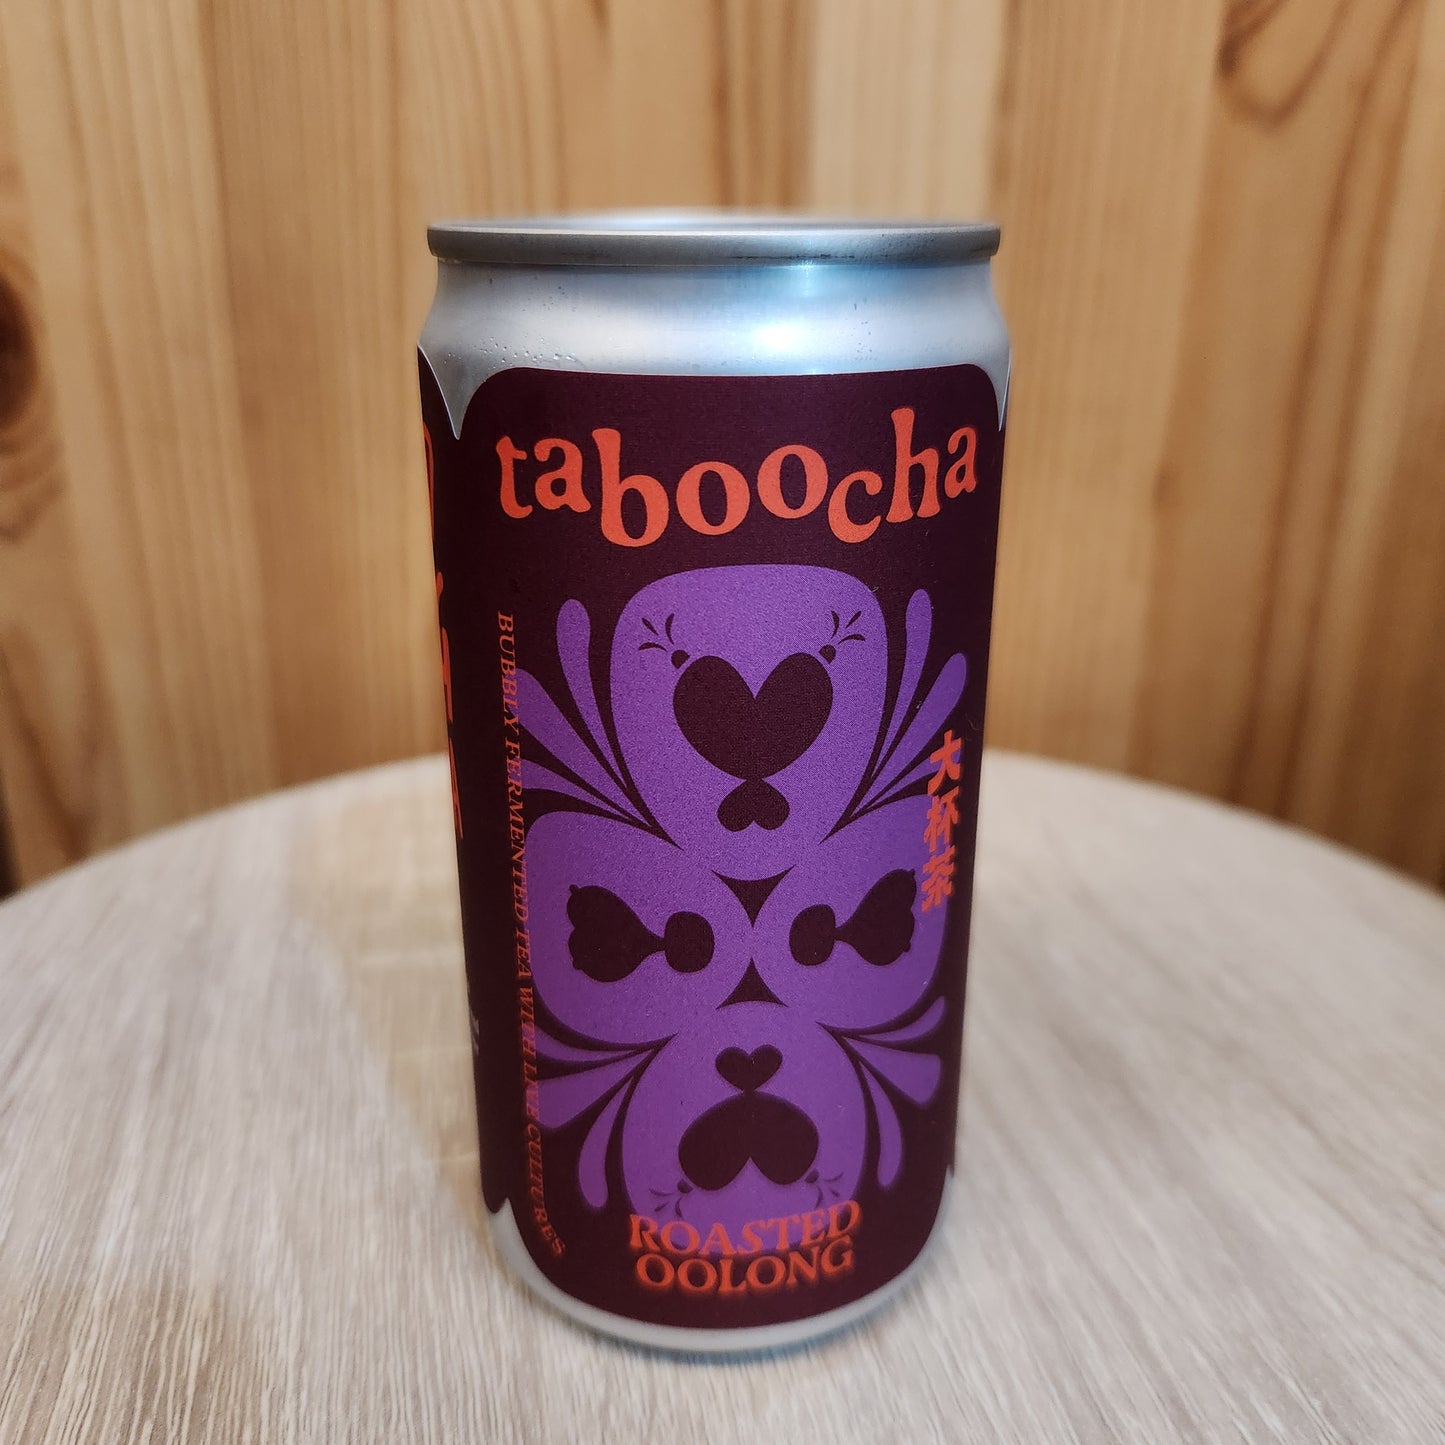 taboocha
BUBBLY FERMENTED TEA WITH LIVE CULTURES
大杯茶
ROASTED
OOLONG